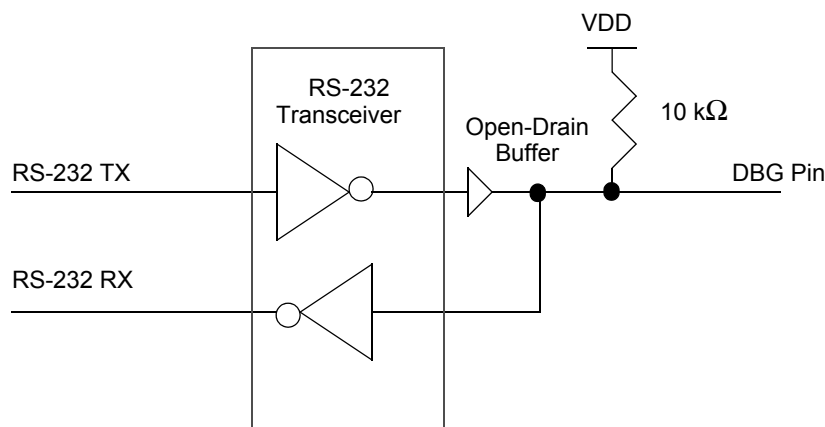 VDD
RS-232
Transceiver
10 kΩ
Open-Drain
Buffer
RS-232 TX
DBG Pin
RS-232 RX